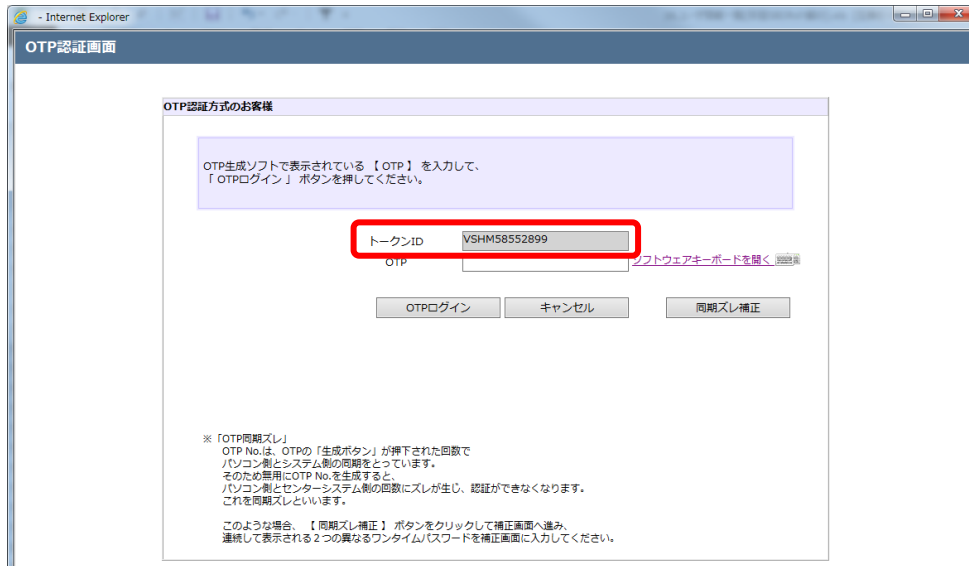 - Internet Explorer
OTP認証画面
OTP認証方式のお客様
OTP生成ソフトで表示されている 【 OTP 】 を入力して、
「 OTPログイン 」 ボタンを押してください。
トークンID VSHM58552899
OTP ソフトウェアキーボードを開く
OTPログイン キャンセル 同期ズレ補正
※「OTP同期ズレ」
OTP No.は、OTPの「生成ボタン」が押下された回数で
パソコン側とシステム側の同期をとっています。
そのため無用にOTP No.を生成すると、
パソコン側とセンターシステム側の回数にズレが生じ、認証ができなくなります。
これを同期ズレといいます。
このような場合、 【 同期ズレ補正 】 ボタンをクリックして補正画面へ進み、
連続して表示される２つの異なるワンタイムパスワードを補正画面に入力してください。